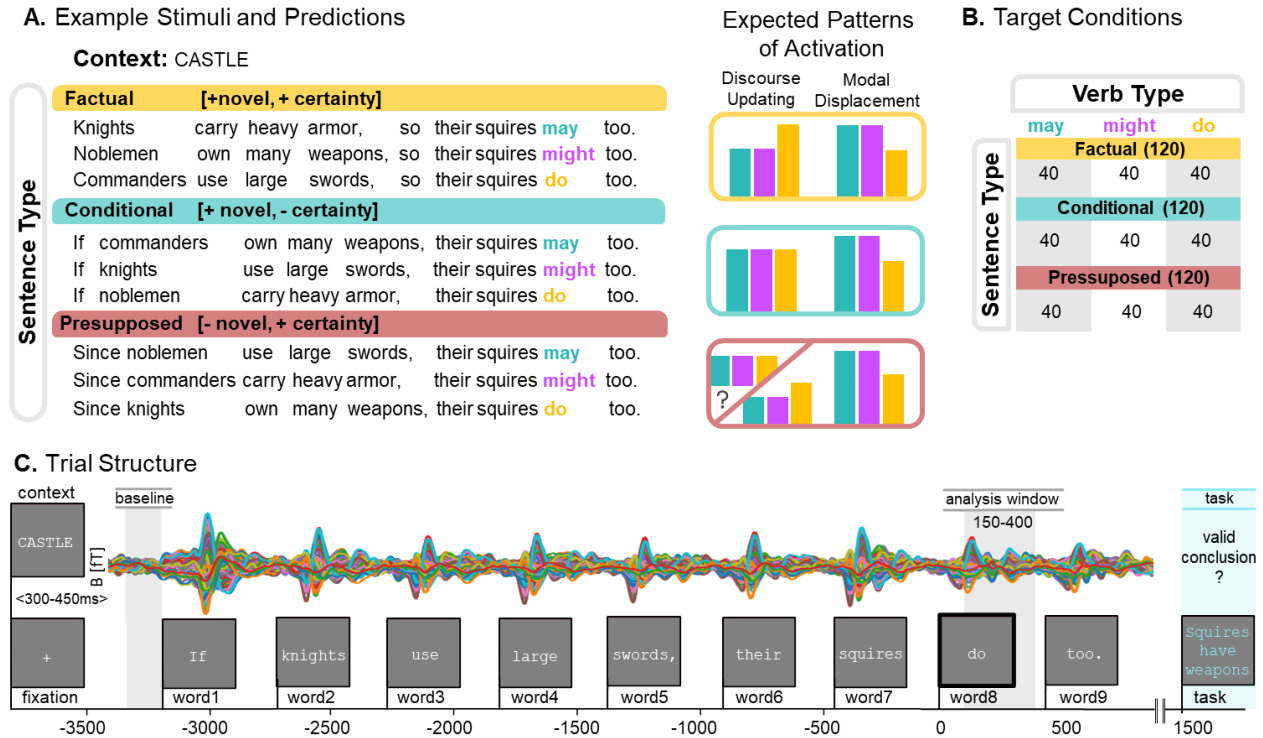 A. Example Stimuli and Predictions
Context: CASTLE
Sentence Type
Factual [+novel, + certainty]
Knights carry heavy armor, so their squires may too.
Noblemen own many weapons, so their squires might too.
Commanders use large swords, so their squires do too.
Conditional [+ novel, - certainty]
If commanders own many weapons, their squires may too.
If knights use large swords, their squires might too.
If noblemen carry heavy armor, their squires do too.
Presupposed [- novel, + certainty]
Since noblemen use large swords, their squires may too.
Since commanders carry heavy armor, their squires might too.
Since knights own many weapons, their squires do too.
Expected Patterns
of Activation
Discourse
Updating
Modal
Displacement
?
B. Target Conditions
Verb Type
may might do
Sentence Type
Factual (120)
40 40 40
Conditional (120)
40 40 40
Pressuposed (120)
40 40 40
C. Trial Structure
context
CASTLE
<300-450ms>
B [fT]
baseline
analysis window
150-400
task
valid
conclusion
?
+
If
knights
use
large
swords,
their
squires
do
too.
Squires
have
weapons
fixation word1 word2 word3 word4 word5 word6 word7 word8 word9 task
-3500 -3000 -2500 -2000 -1500 -1000 -500 0 500 1500